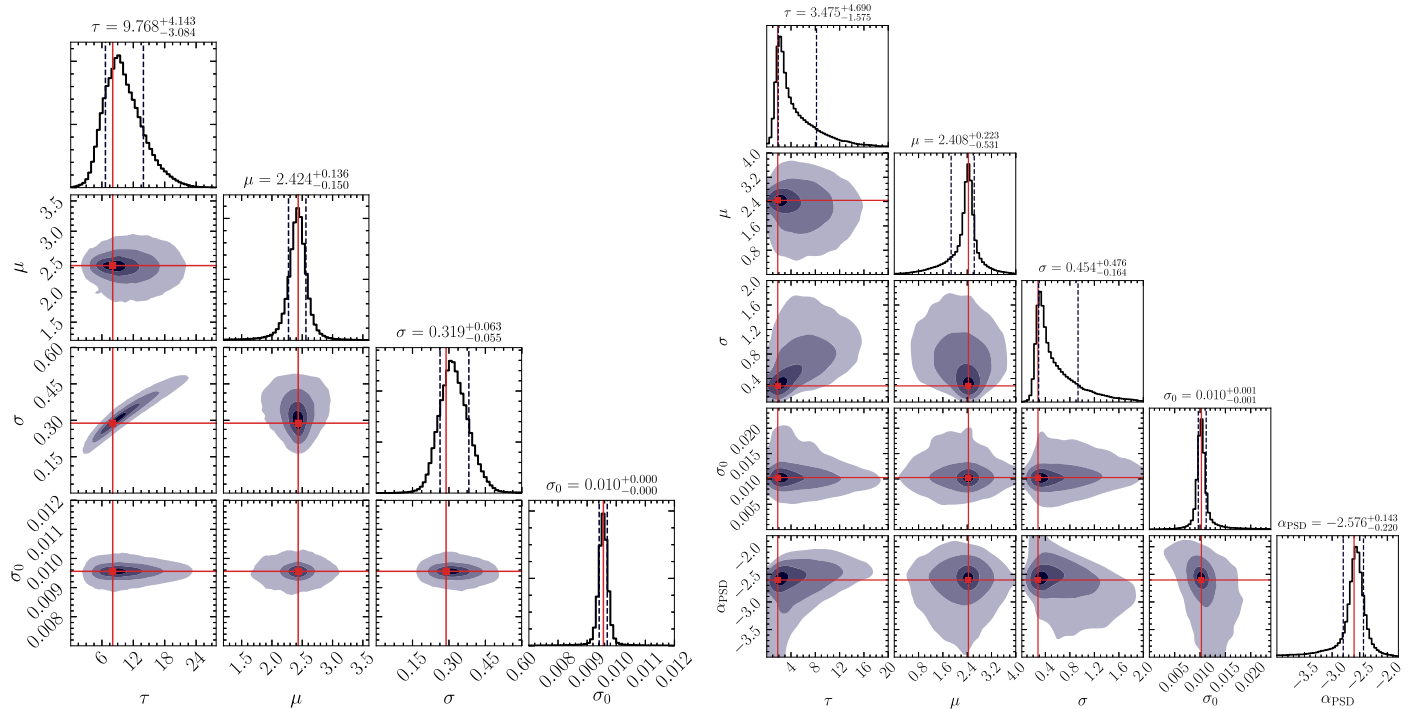 τ = 9.768^{+4.143}_{−3.084}
μ = 2.424^{+0.136}_{−0.150}
σ = 0.319^{+0.063}_{−0.055}
σ₀ = 0.010^{+0.000}_{−0.000}
μ
3.5
3.0
2.5
2.0
1.5
σ
0.60
0.45
0.30
0.15
σ₀
0.012
0.011
0.010
0.009
0.008
6 12 18 24
τ
1.5 2.0 2.5 3.0 3.5
μ
0.15 0.30 0.45 0.60
σ
0.008 0.009 0.010 0.011 0.012
σ₀
τ = 3.475^{+4.690}_{−1.575}
μ = 2.408^{+0.223}_{−0.531}
σ = 0.454^{+0.476}_{−0.164}
σ₀ = 0.010^{+0.001}_{−0.001}
α_PSD = −2.576^{+0.143}_{−0.220}
μ
4.0
3.2
2.4
1.6
0.8
σ
2.0
1.6
1.2
0.8
0.4
σ₀
0.020
0.015
0.010
0.005
α_PSD
−2.0
−2.5
−3.0
−3.5
4 8 12 16 20
τ
0.8 1.6 2.4 3.2 4.0
μ
0.4 0.8 1.2 1.6 2.0
σ
0.005 0.010 0.015 0.020
σ₀
−3.5 −3.0 −2.5 −2.0
α_PSD